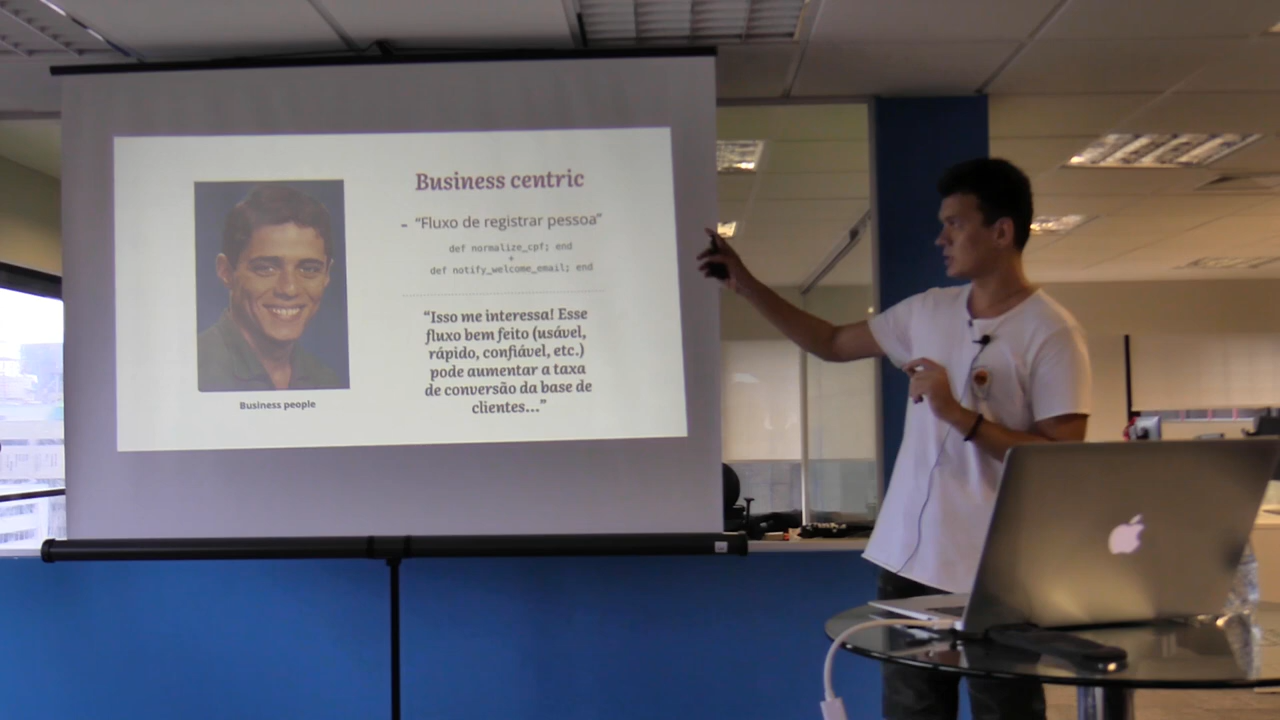 Business centric
- “Fluxo de registrar pessoa”
def normalize_cpf; end
+
def notify_welcome_email; end
“Isso me interessa! Esse
fluxo bem feito (usável,
rápido, confiável, etc.)
pode aumentar a taxa
de conversão da base de
clientes...”
Business people